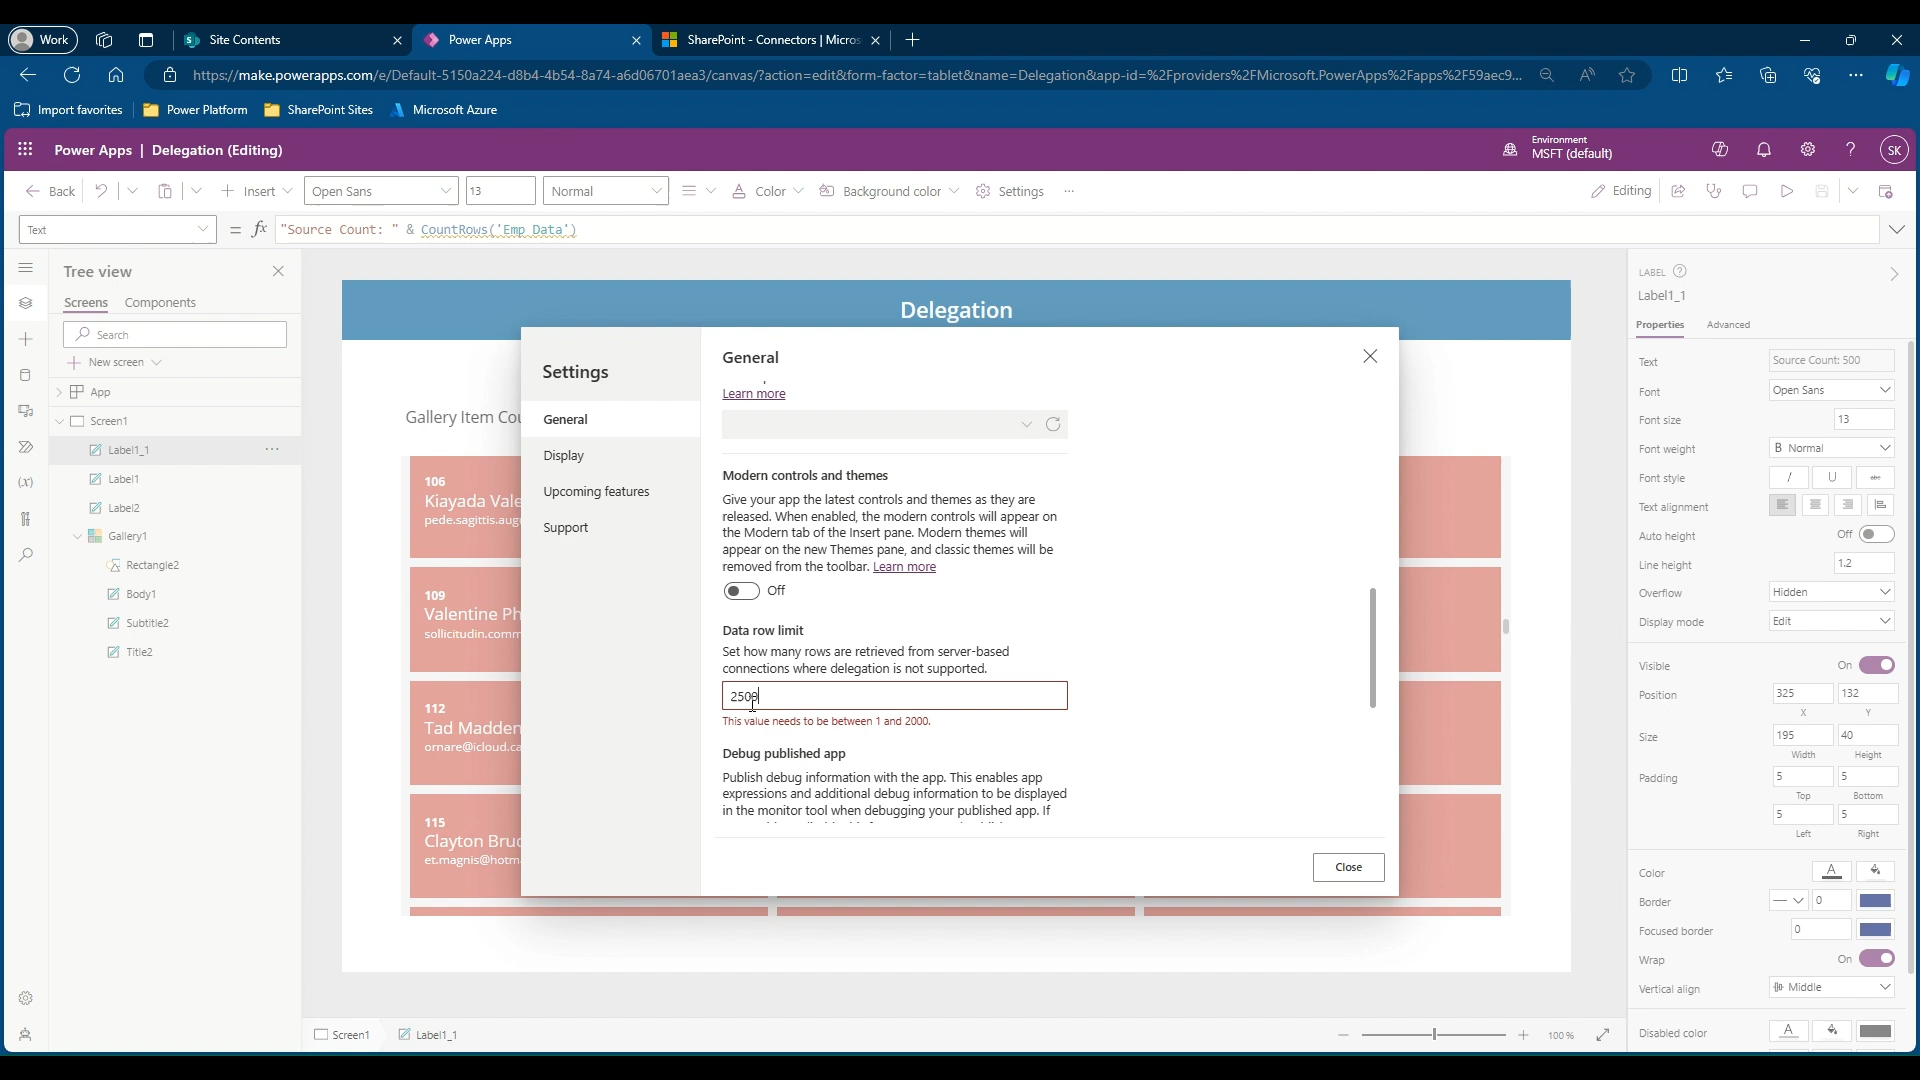 Work
Site Contents
Power Apps
SharePoint - Connectors | Micros
https://make.powerapps.com/e/Default-5150a224-d8b4-4b54-8a74-a6d06701aea3/canvas/?action=edit&form-factor=tablet&name=Delegation&app-id=%2Fproviders%2FMicrosoft.PowerApps%2Fapps%2F59aec9...
Import favorites
Power Platform
SharePoint Sites
Microsoft Azure
Power Apps | Delegation (Editing)
Environment
MSFT (default)
SK
Back
Insert
Open Sans
13
Normal
Color
Background color
Settings
Editing
Text
= fx "Source Count: " & CountRows('Emp Data')
Tree view
Screens
Components
Search
New screen
App
Screen1
Label1_1
Label1
Label2
Gallery1
Rectangle2
Body1
Subtitle2
Title2
Delegation
Gallery Item Cou
106
Kiayada Vale
pede.sagittis.augu
109
Valentine Ph
sollicitudin.comm
112
Tad Madden
ornare@icloud.ca
115
Clayton Bruc
et.magnis@hotm
Settings
General
Display
Upcoming features
Support
General
Learn more
Modern controls and themes
Give your app the latest controls and themes as they are
released. When enabled, the modern controls will appear on
the Modern tab of the Insert pane. Modern themes will
appear on the new Themes pane, and classic themes will be
removed from the toolbar. Learn more
Off
Data row limit
Set how many rows are retrieved from server-based
connections where delegation is not supported.
2500
This value needs to be between 1 and 2000.
Debug published app
Publish debug information with the app. This enables app
expressions and additional debug information to be displayed
in the monitor tool when debugging your published app. If
Close
LABEL
Label1_1
Properties
Advanced
Text
Source Count: 500
Font
Open Sans
Font size
13
Font weight
B Normal
Font style
/ U abc
Text alignment
Auto height
Off
Line height
1.2
Overflow
Hidden
Display mode
Edit
Visible
On
Position
325
132
X
Y
Size
195
40
Width
Height
Padding
5
5
Top
Bottom
5
5
Left
Right
Color
A
Border
0
Focused border
0
Wrap
On
Vertical align
Middle
Disabled color
A
Screen1
Label1_1
100 %